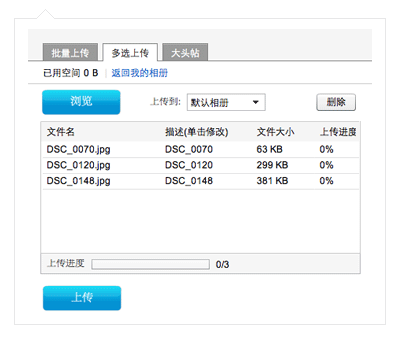 批量上传 多选上传 大头帖
已用空间 0 B 返回我的相册
浏览 上传到: 默认相册 删除
文件名 描述(单击修改) 文件大小 上传进度
DSC_0070.jpg DSC_0070 63 KB 0%
DSC_0120.jpg DSC_0120 299 KB 0%
DSC_0148.jpg DSC_0148 381 KB 0%
上传进度 0/3
上传